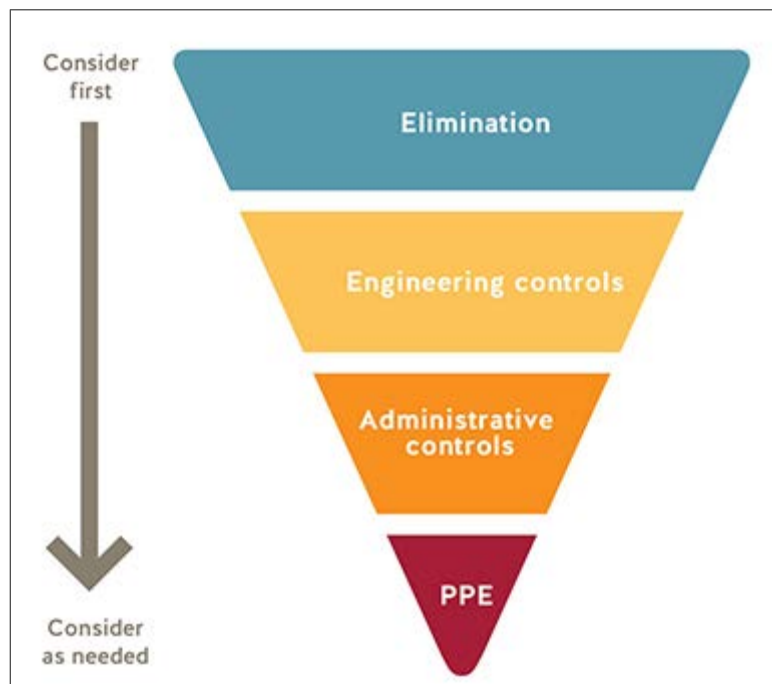 Consider
first
Elimination
Engineering controls
Administrative
controls
PPE
Consider
as needed